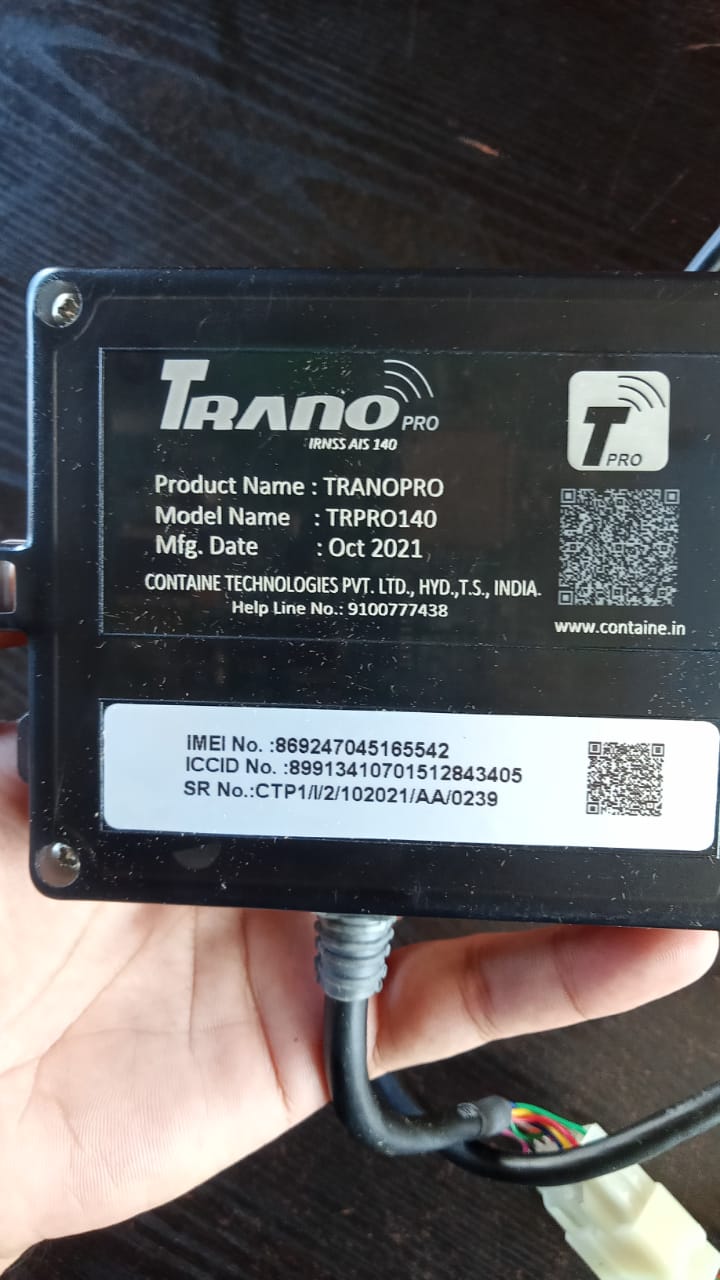 TRANO PRO
IRNSS AIS 140
T PRO
Product Name : TRANOPRO
Model Name : TRPRO140
Mfg. Date : Oct 2021
CONTAINE TECHNOLOGIES PVT. LTD., HYD.,T.S., INDIA.
Help Line No.: 9100777438
www.containe.in
IMEI No. :869247045165542
ICCID No. :89913410701512843405
SR No.:CTP1/I/2/102021/AA/0239